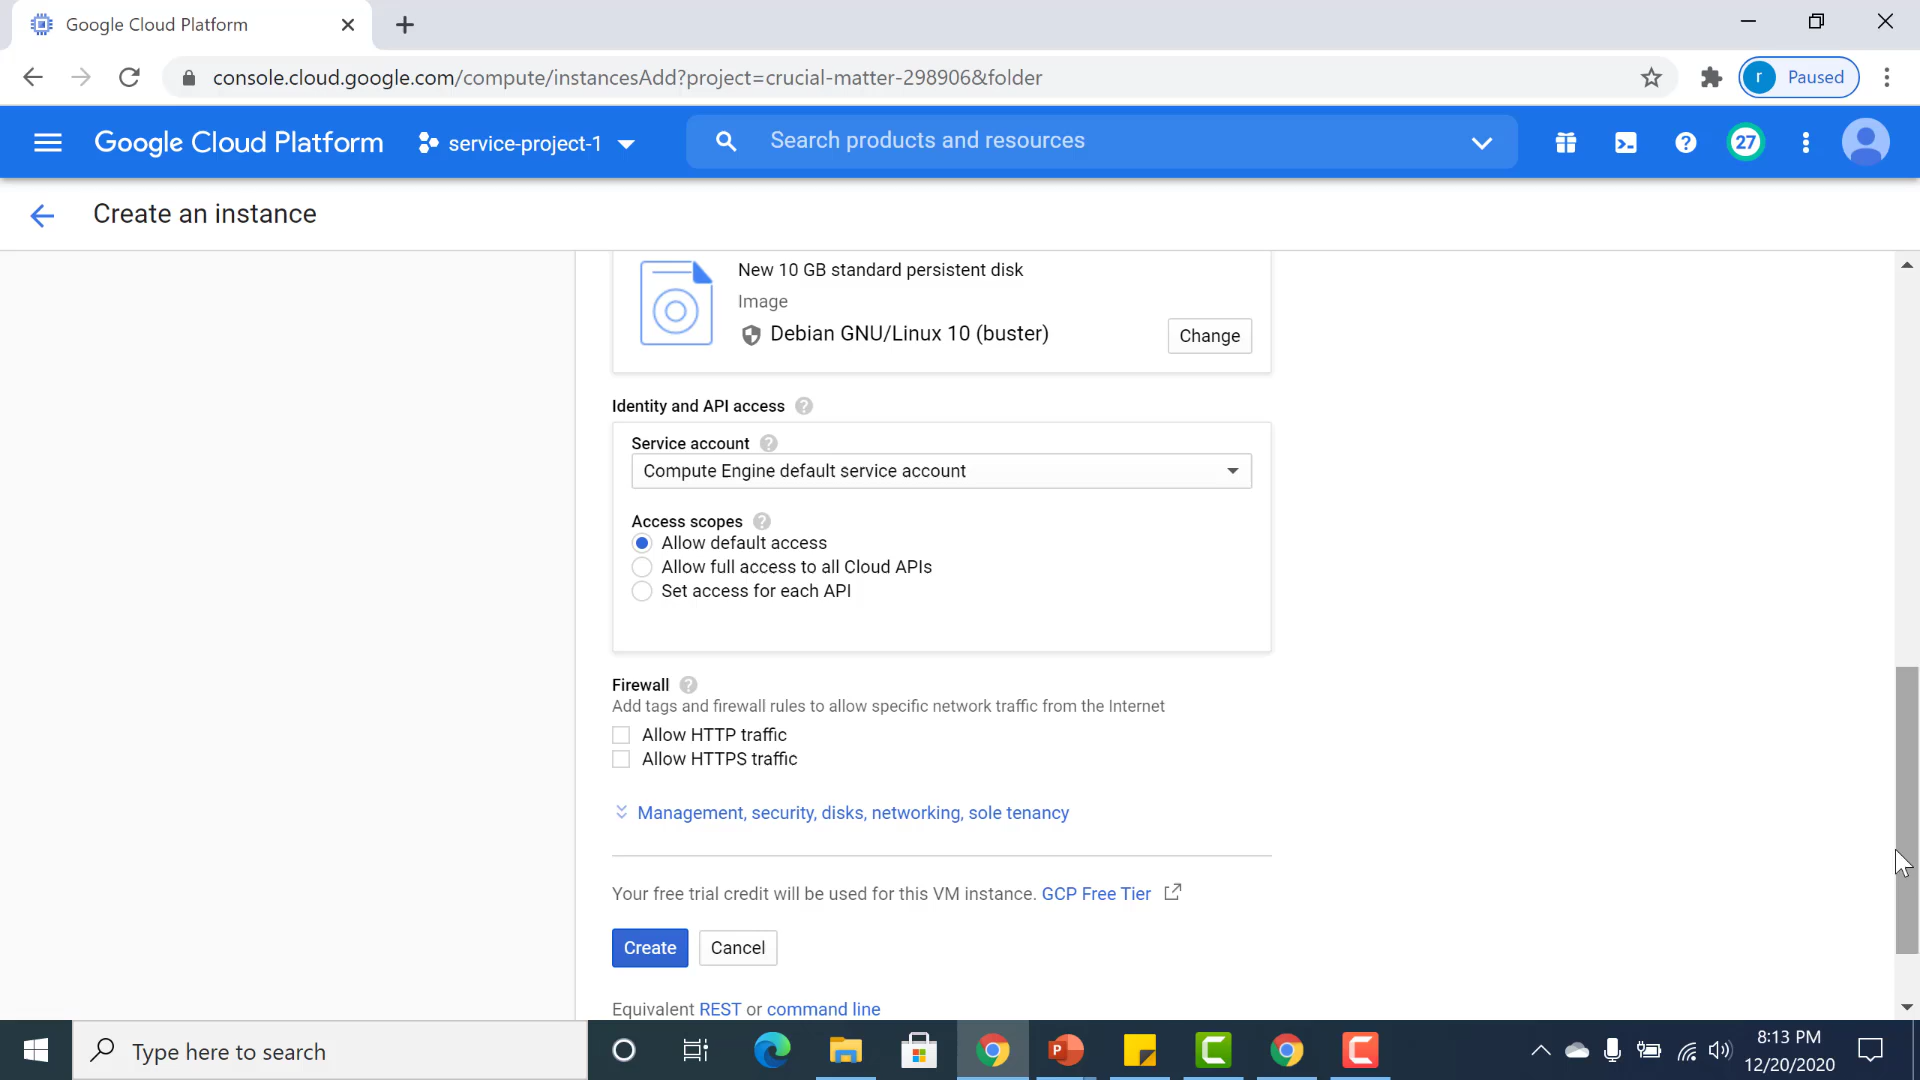 Google Cloud Platform
console.cloud.google.com/compute/instancesAdd?project=crucial-matter-298906&folder
r Paused
Google Cloud Platform service-project-1 Search products and resources 27
Create an instance
New 10 GB standard persistent disk
Image
Debian GNU/Linux 10 (buster) Change
Identity and API access
Service account
Compute Engine default service account
Access scopes
Allow default access
Allow full access to all Cloud APIs
Set access for each API
Firewall
Add tags and firewall rules to allow specific network traffic from the Internet
Allow HTTP traffic
Allow HTTPS traffic
Management, security, disks, networking, sole tenancy
Your free trial credit will be used for this VM instance. GCP Free Tier
Create Cancel
Equivalent REST or command line
Type here to search
8:13 PM
12/20/2020